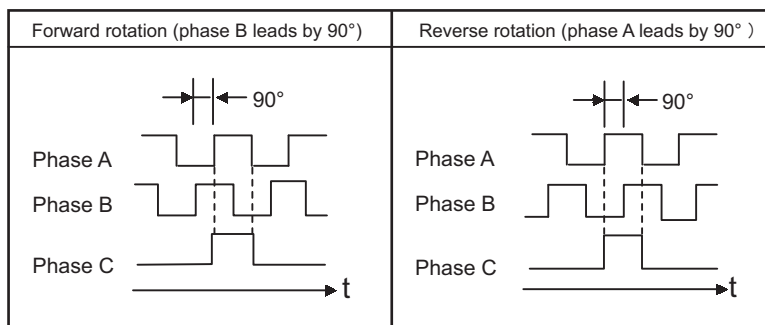 Forward rotation (phase B leads by 90°)
90°
Phase A
Phase B
Phase C
t
Reverse rotation (phase A leads by 90° )
90°
Phase A
Phase B
Phase C
t